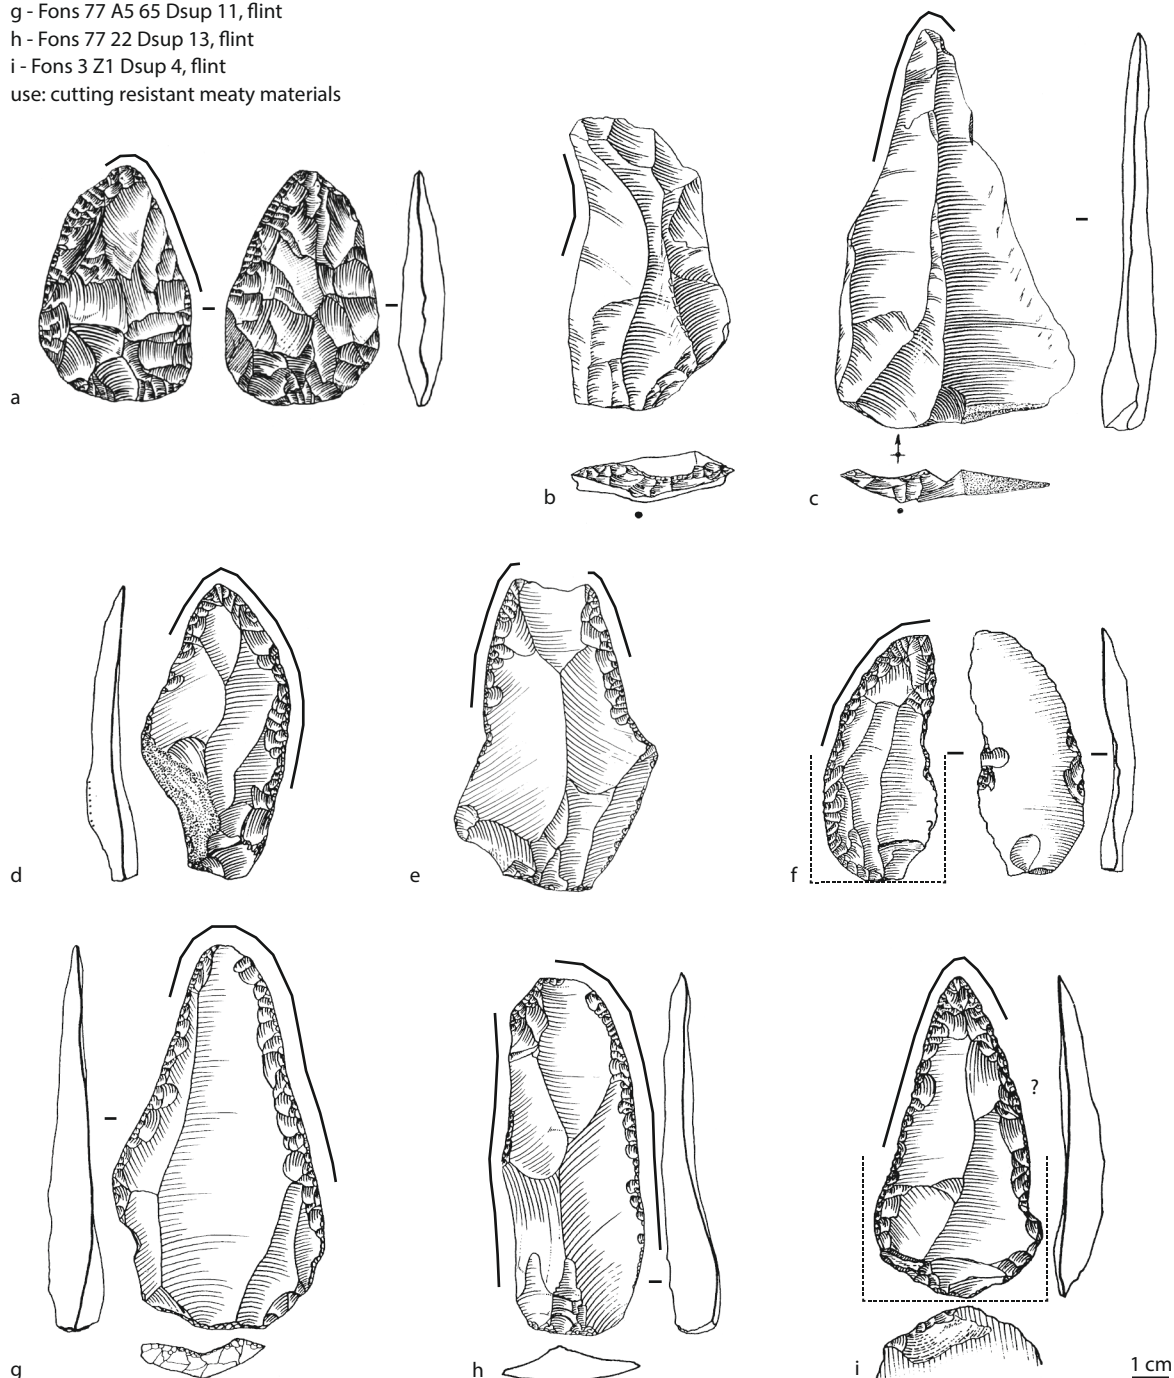 g - Fons 77 A5 65 Dsup 11, flint
h - Fons 77 22 Dsup 13, flint
i - Fons 3 Z1 Dsup 4, flint
use: cutting resistant meaty materials
a
b
c
d
e
f
?
g
h
i
?
1 cm